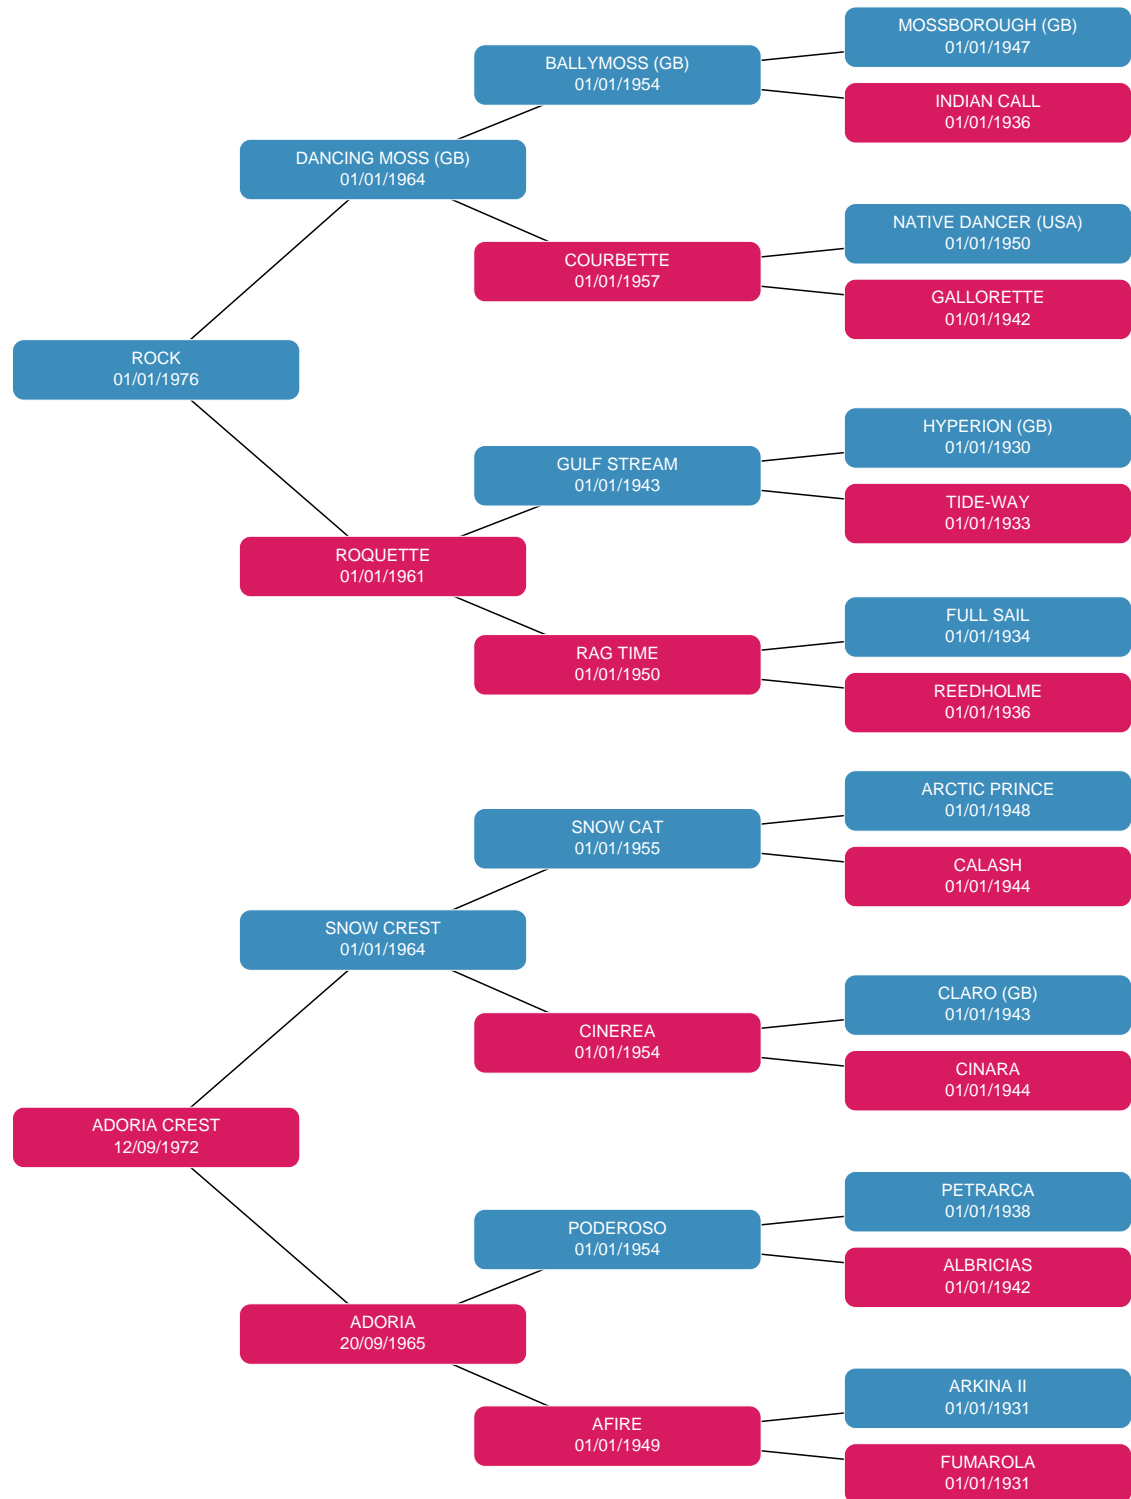 MOSSBOROUGH (GB)
01/01/1947
BALLYMOSS (GB)
01/01/1954
INDIAN CALL
01/01/1936
DANCING MOSS (GB)
01/01/1964
NATIVE DANCER (USA)
01/01/1950
COURBETTE
01/01/1957
GALLORETTE
01/01/1942
ROCK
01/01/1976
HYPERION (GB)
01/01/1930
GULF STREAM
01/01/1943
TIDE-WAY
01/01/1933
ROQUETTE
01/01/1961
FULL SAIL
01/01/1934
RAG TIME
01/01/1950
REEDHOLME
01/01/1936
ARCTIC PRINCE
01/01/1948
SNOW CAT
01/01/1955
CALASH
01/01/1944
SNOW CREST
01/01/1964
CLARO (GB)
01/01/1943
CINEREA
01/01/1954
CINARA
01/01/1944
ADORIA CREST
12/09/1972
PETRARCA
01/01/1938
PODEROSO
01/01/1954
ALBRICIAS
01/01/1942
ADORIA
20/09/1965
ARKINA II
01/01/1931
AFIRE
01/01/1949
FUMAROLA
01/01/1931